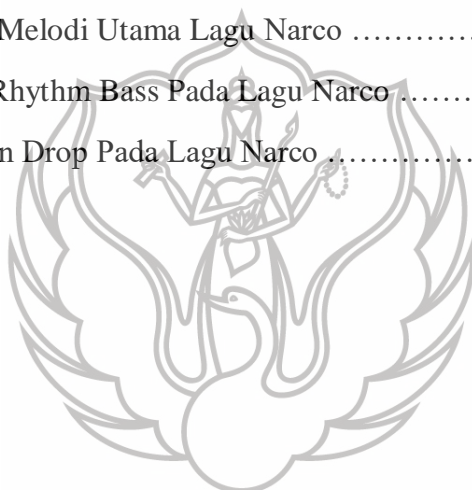 Melodi Utama Lagu Narco …………..
Rhythm Bass Pada Lagu Narco ……..
n Drop Pada Lagu Narco ……………..